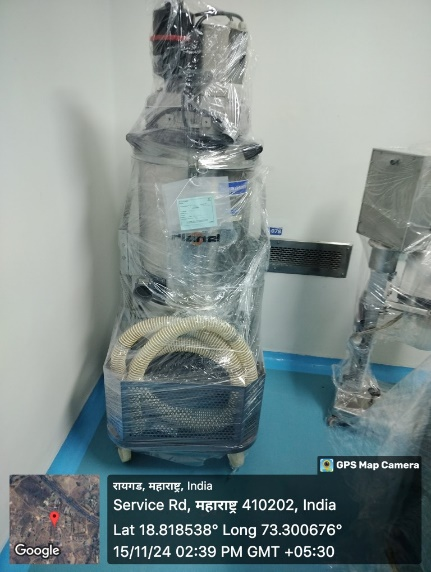 GPS Map Camera
रायगड, महाराष्ट्र, India
Service Rd, महाराष्ट्र 410202, India
Lat 18.818538° Long 73.300676°
15/11/24 02:39 PM GMT +05:30
Google